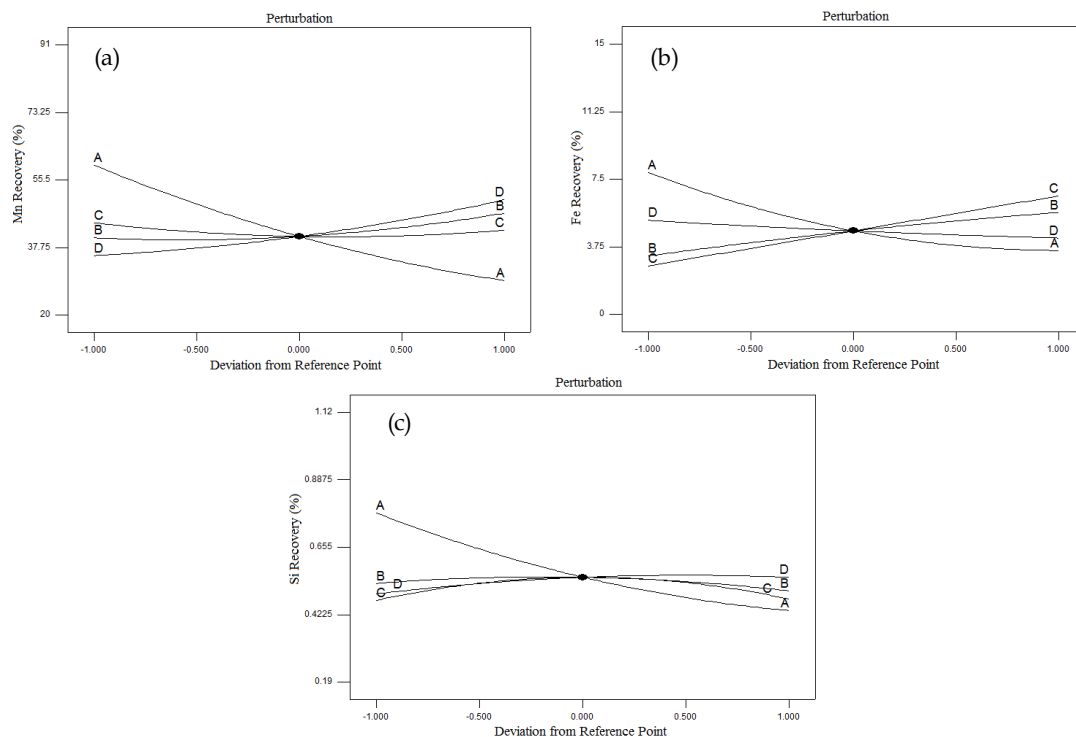 Perturbation
(a)
91
73.25
55.5
37.75
20
Mn Recovery (%)
A
C
B
D
D
B
C
A
-1.000 -0.500 0.000 0.500 1.000
Deviation from Reference Point
Perturbation
(b)
15
11.25
7.5
3.75
0
Fe Recovery (%)
A
D
B
C
C
B
D
A
-1.000 -0.500 0.000 0.500 1.000
Deviation from Reference Point
Perturbation
(c)
1.12
0.8875
0.655
0.4225
0.19
Si Recovery (%)
A
B
D
C
D
B
C
A
-1.000 -0.500 0.000 0.500 1.000
Deviation from Reference Point